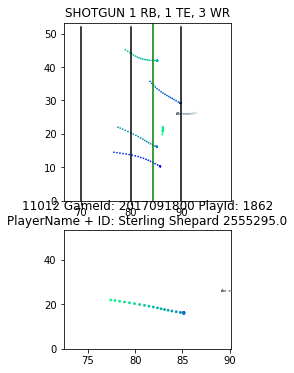 SHOTGUN 1 RB, 1 TE, 3 WR
50
40
30
20
10
0
70 80 90
11012 GameId: 2017091800 PlayId: 1862
PlayerName + ID: Sterling Shepard 2555295.0
40
20
0
75 80 85 90